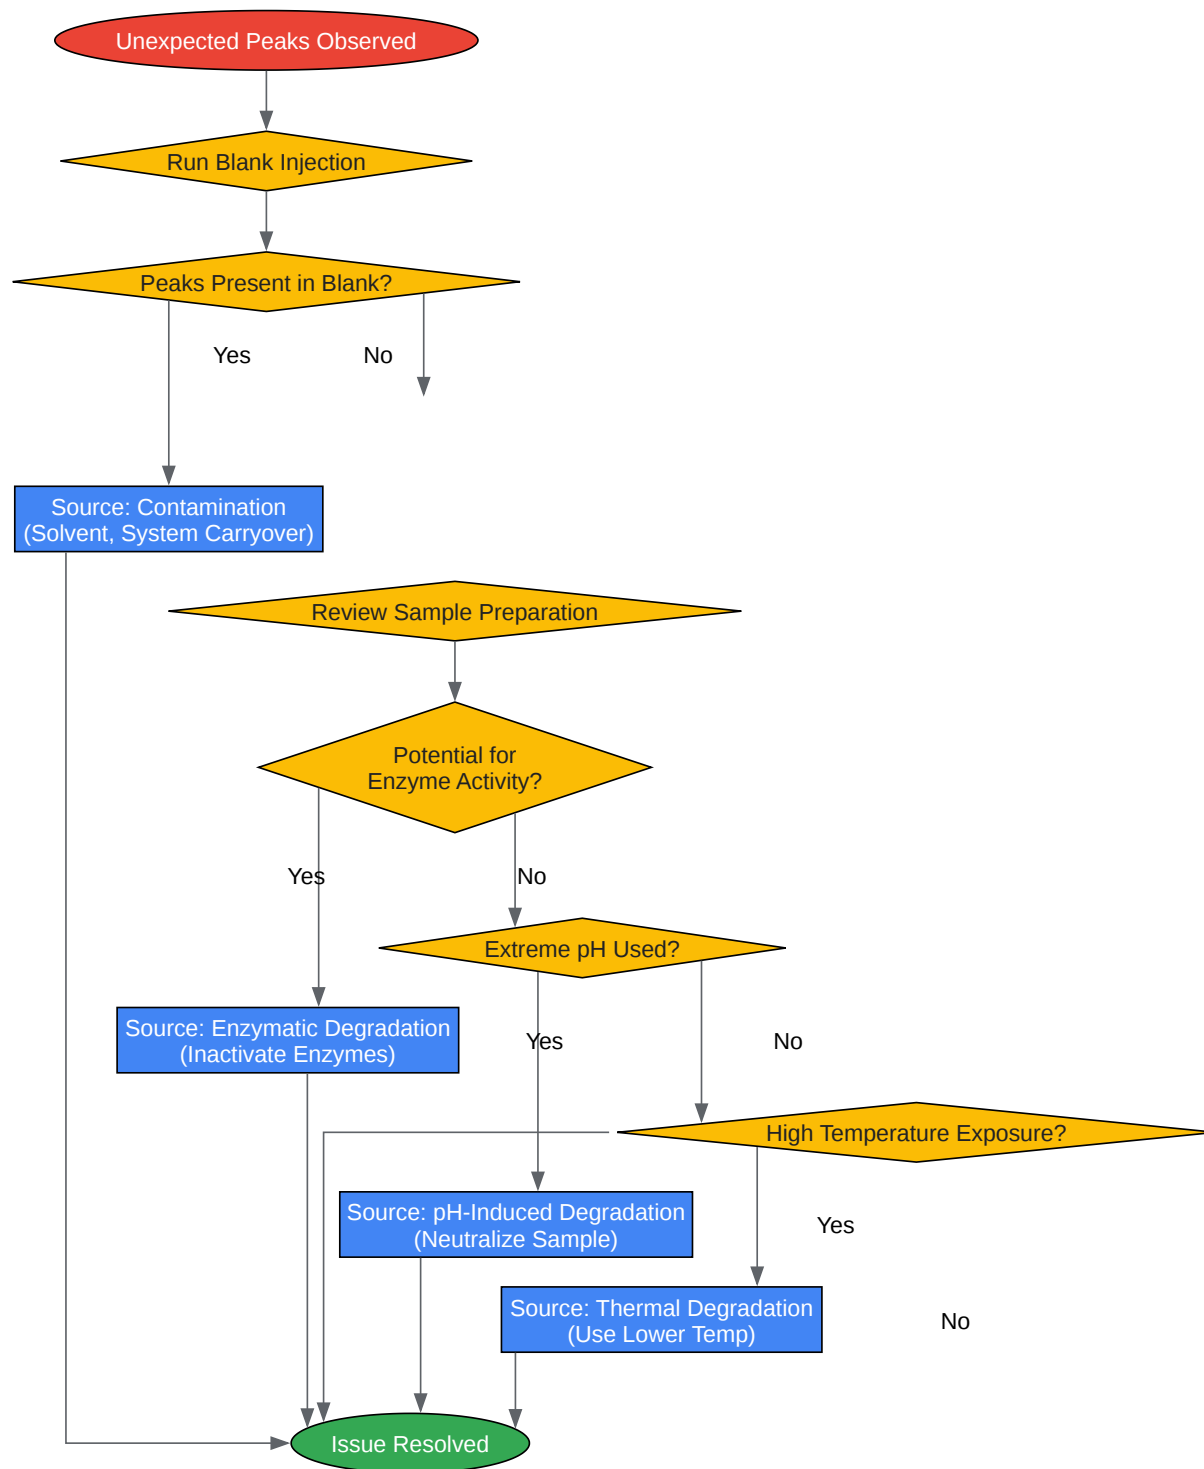 Unexpected Peaks Observed
Run Blank Injection
Peaks Present in Blank?
Yes
No
Source: Contamination
(Solvent, System Carryover)
Review Sample Preparation
Potential for
Enzyme Activity?
Yes
No
Extreme pH Used?
Source: Enzymatic Degradation
(Inactivate Enzymes)
Yes
No
High Temperature Exposure?
Source: pH-Induced Degradation
(Neutralize Sample)
Yes
Source: Thermal Degradation
(Use Lower Temp)
No
Issue Resolved